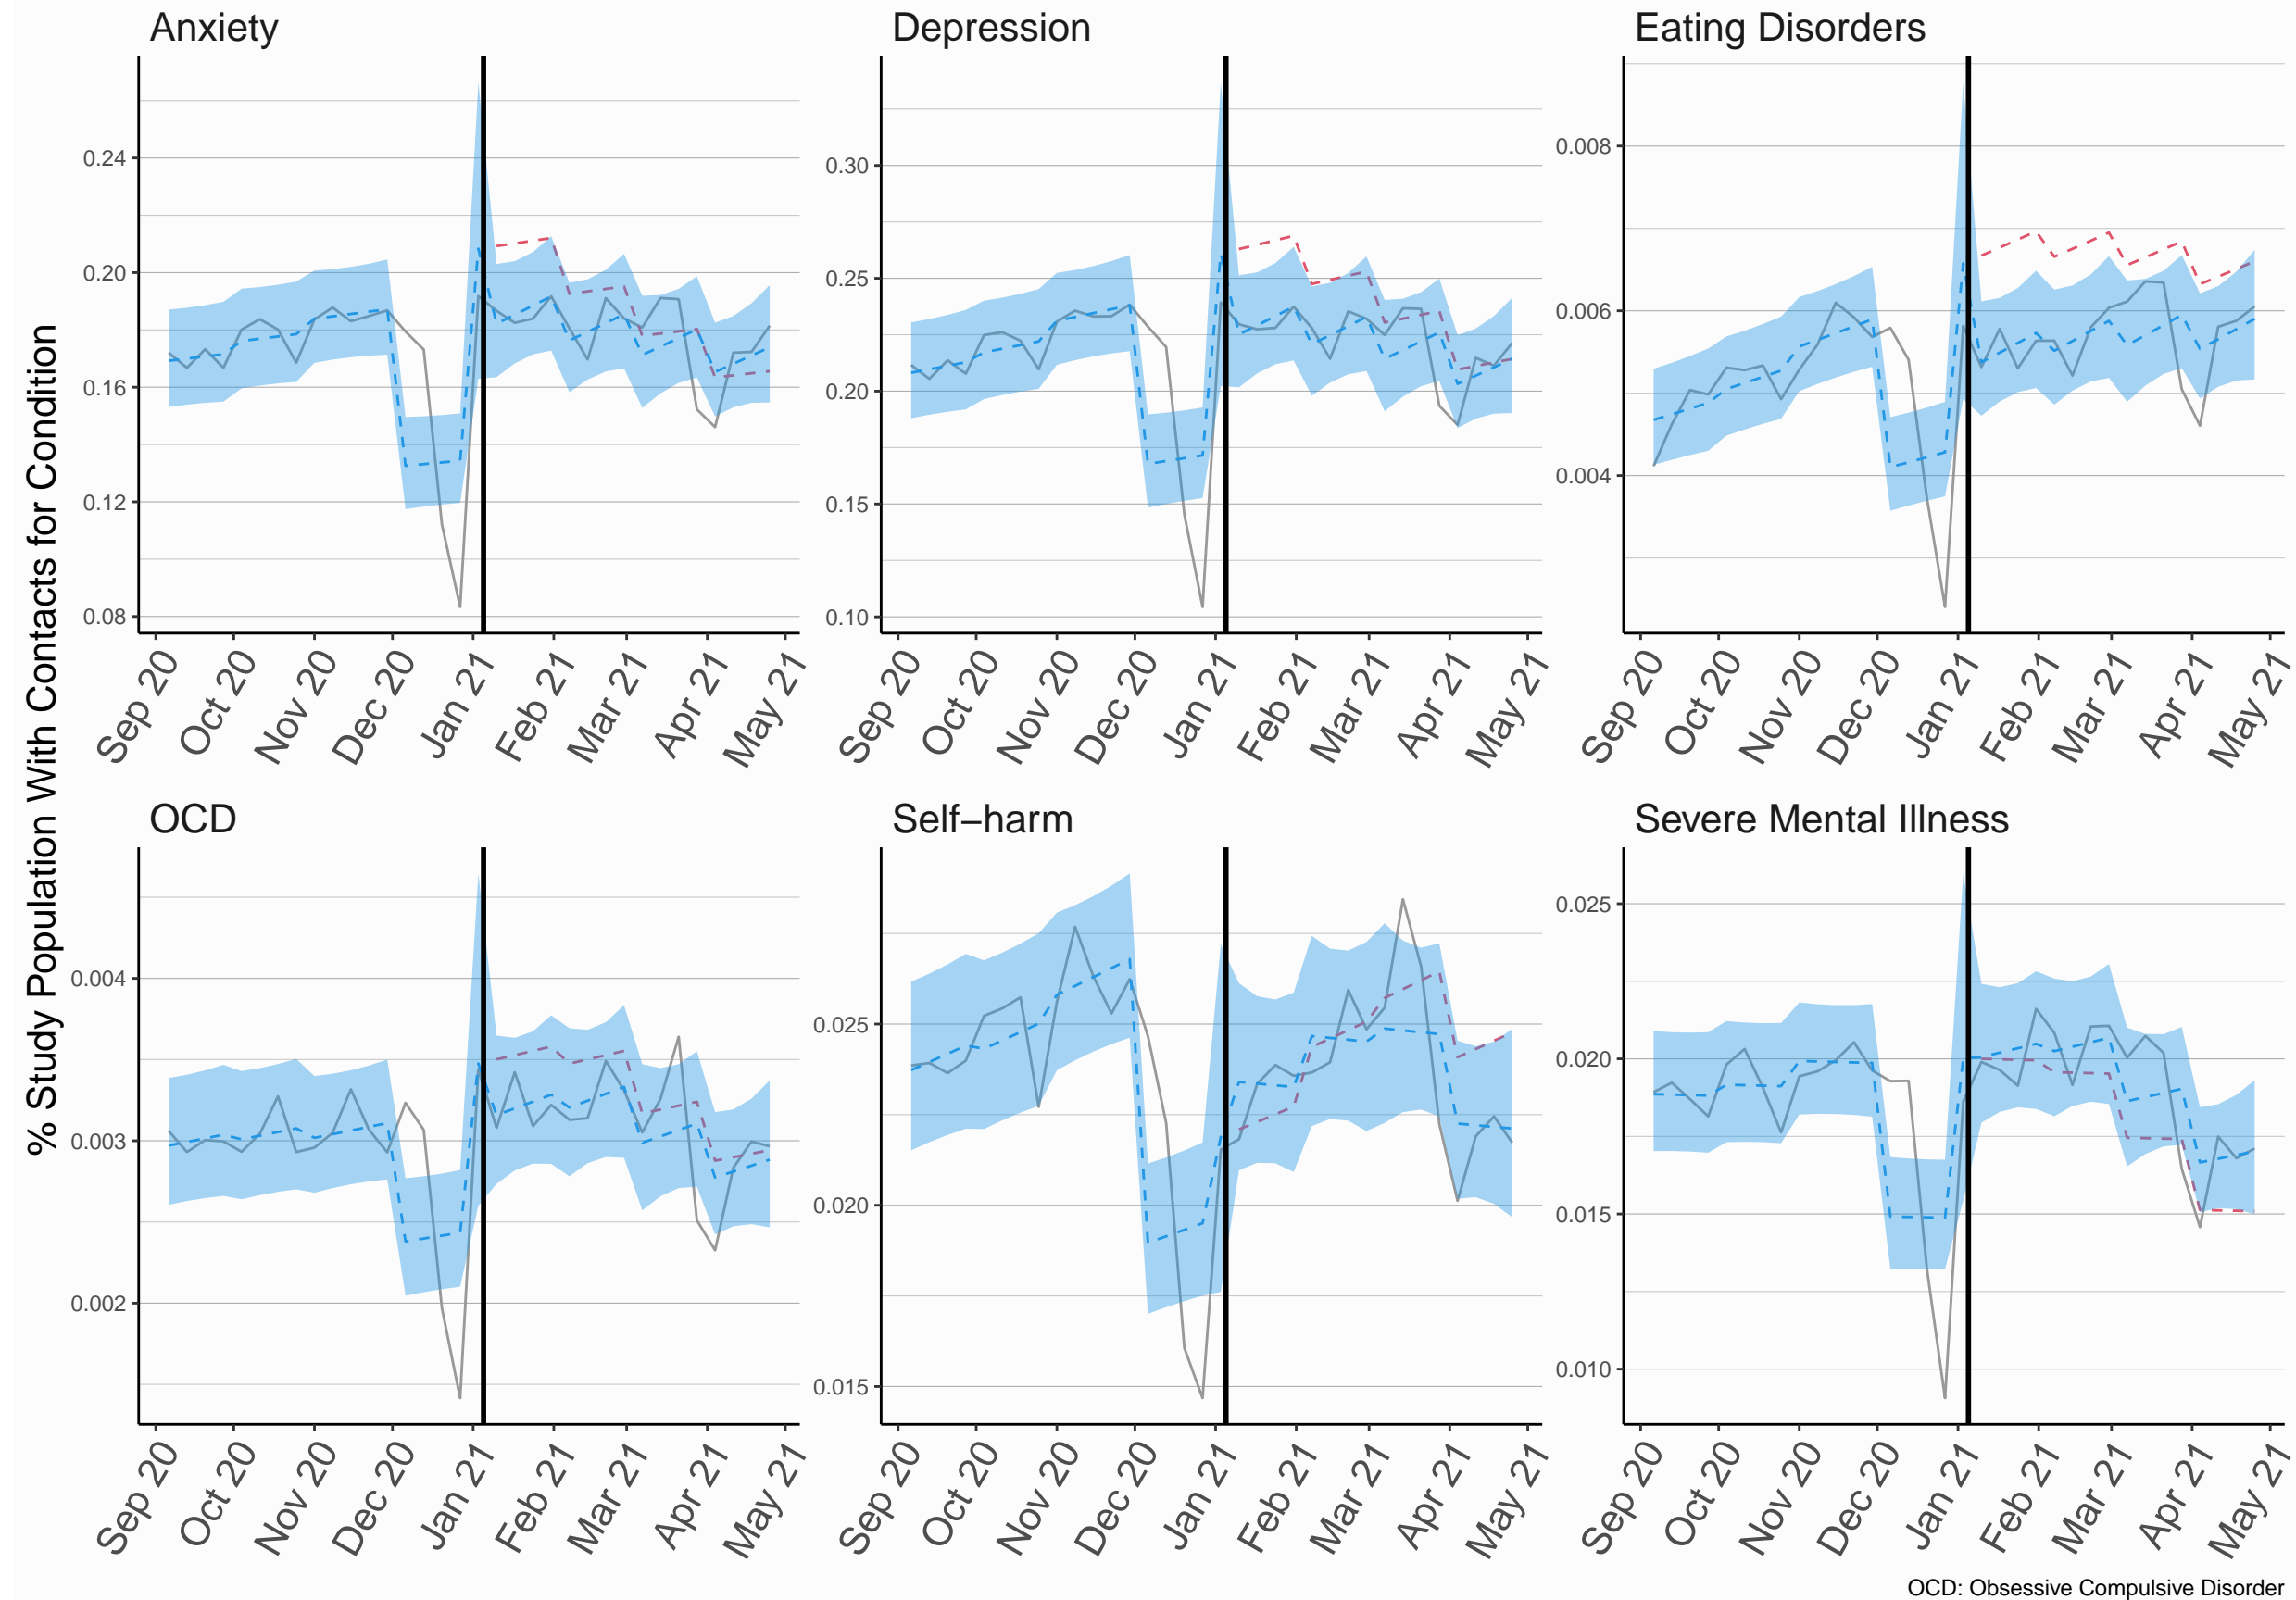 Anxiety
Depression
Eating Disorders
% Study Population With Contacts for Condition
0.24
0.20
0.16
0.12
0.08
0.30
0.25
0.20
0.15
0.10
0.008
0.006
0.004
Sep 20
Oct 20
Nov 20
Dec 20
Jan 21
Feb 21
Mar 21
Apr 21
May 21
Sep 20
Oct 20
Nov 20
Dec 20
Jan 21
Feb 21
Mar 21
Apr 21
May 21
Sep 20
Oct 20
Nov 20
Dec 20
Jan 21
Feb 21
Mar 21
Apr 21
May 21
OCD
Self−harm
Severe Mental Illness
0.004
0.003
0.002
0.025
0.020
0.015
0.025
0.020
0.015
0.010
Sep 20
Oct 20
Nov 20
Dec 20
Jan 21
Feb 21
Mar 21
Apr 21
May 21
Sep 20
Oct 20
Nov 20
Dec 20
Jan 21
Feb 21
Mar 21
Apr 21
May 21
Sep 20
Oct 20
Nov 20
Dec 20
Jan 21
Feb 21
Mar 21
Apr 21
May 21
OCD: Obsessive Compulsive Disorder